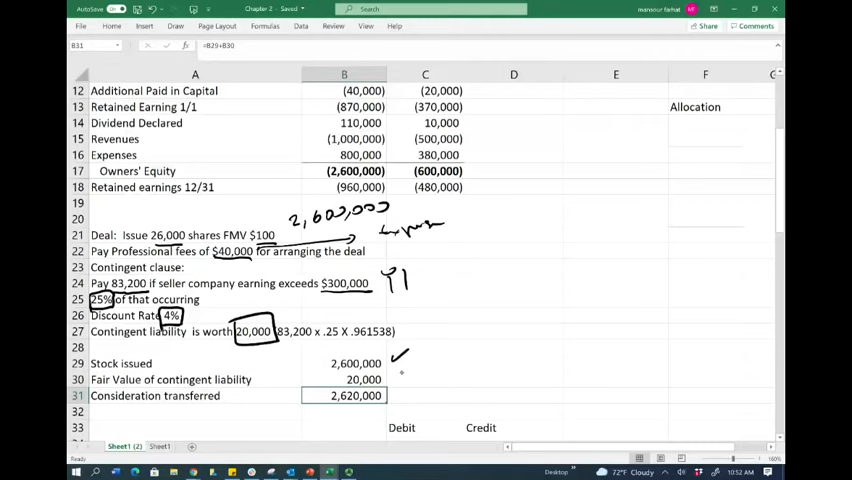 AutoSave On Chapter 2 - Saved Search mansour farhat MF
File Home Insert Draw Page Layout Formulas Data Review View Help Share Comments
B31 fx =B29+B30
A B C D E F G
12 Additional Paid in Capital (40,000) (20,000)
13 Retained Earning 1/1 (870,000) (370,000) Allocation
14 Dividend Declared 110,000 10,000
15 Revenues (1,000,000) (500,000)
16 Expenses 800,000 380,000
17 Owners' Equity (2,600,000) (600,000)
18 Retained earnings 12/31 (960,000) (480,000)
19
20 2,600,000
21 Deal: Issue 26,000 shares FMV $100 expense
22 Pay Professional fees of $40,000 for arranging the deal
23 Contingent clause:
24 Pay 83,200 if seller company earning exceeds $300,000 Y1
25 25% of that occurring
26 Discount Rate 4%
27 Contingent liability is worth 20,000 (83,200 x .25 X .961538)
28
29 Stock issued 2,600,000
30 Fair Value of contingent liability 20,000
31 Consideration transferred 2,620,000
32
33 Debit Credit
Sheet1 (2) Sheet1
Ready 160%
Desktop 72°F Cloudy 10:52 AM